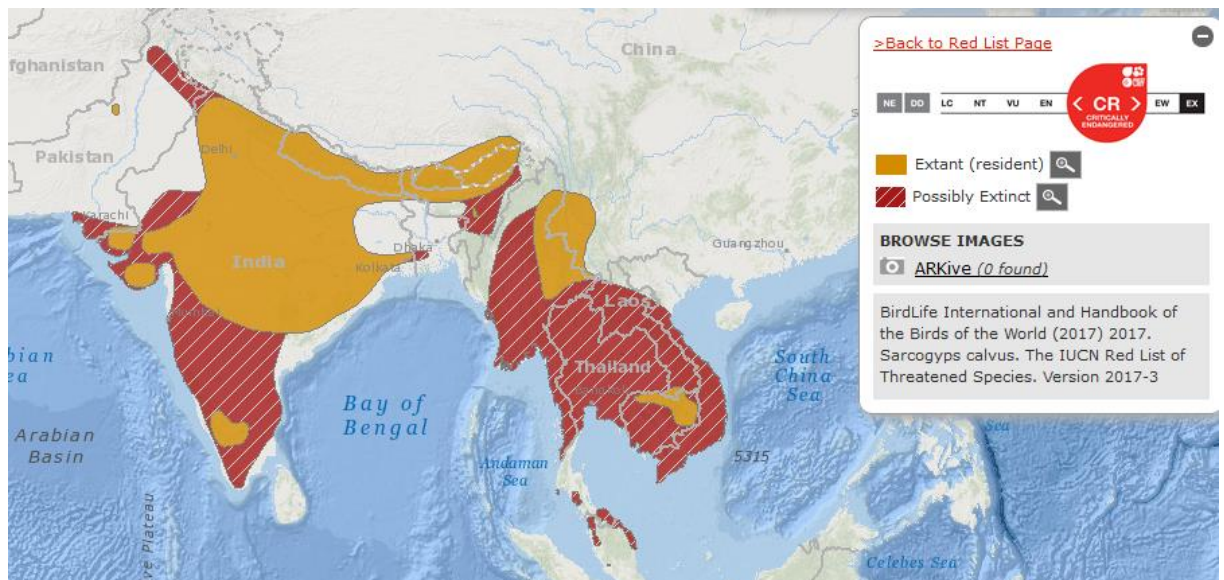 China
fghanistan
Delhi
Pakistan
Karachi
Guangzhou
Dhaka
India
Kolkata
Laos
Thailand
South
China
Sea
bian
ea
Bay of
Bengal
Arabian
Basin
Andaman
Sea
5315
Sea
ve Plateau
Celebes Sea
>Back to Red List Page
NE DD LC NT VU EN < CR > EW EX
CRITICALLY
ENDANGERED
Extant (resident)
Possibly Extinct
BROWSE IMAGES
ARKive (0 found)
BirdLife International and Handbook of
the Birds of the World (2017) 2017.
Sarcogyps calvus. The IUCN Red List of
Threatened Species. Version 2017-3